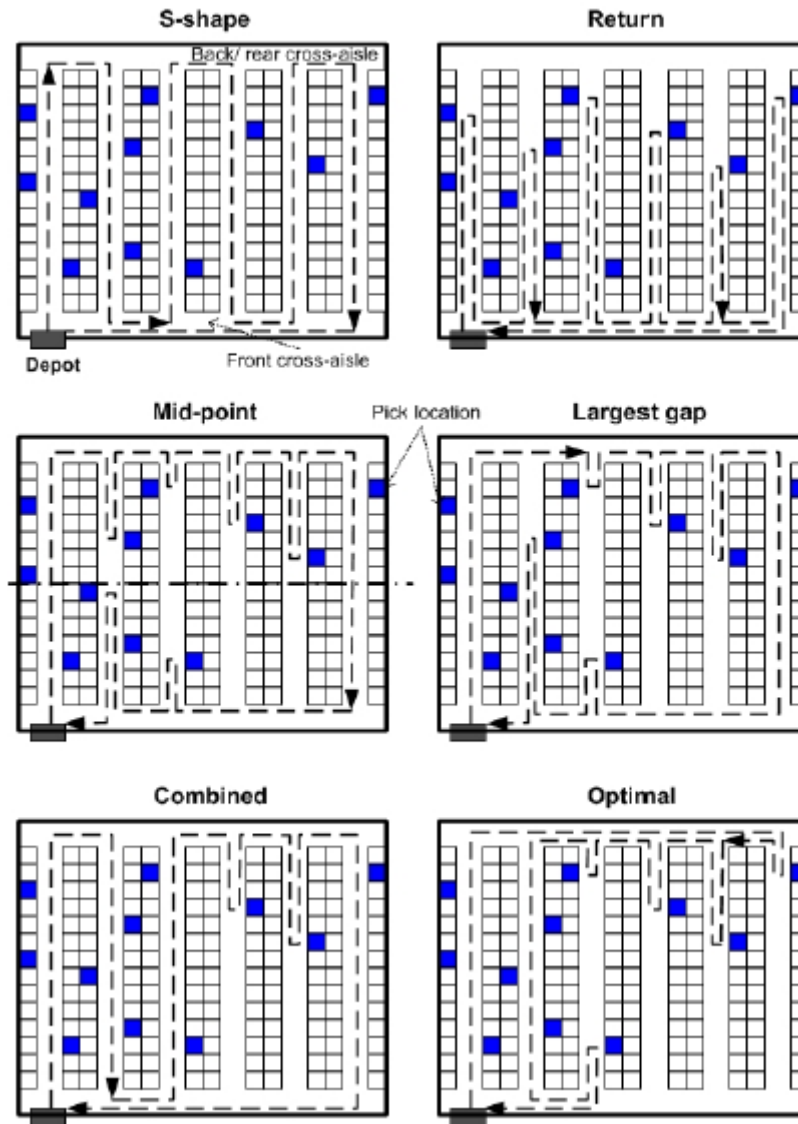 S-shape
Return
Back/ rear cross-aisle
Depot
Front cross-aisle
Mid-point
Pick location
Largest gap
Combined
Optimal